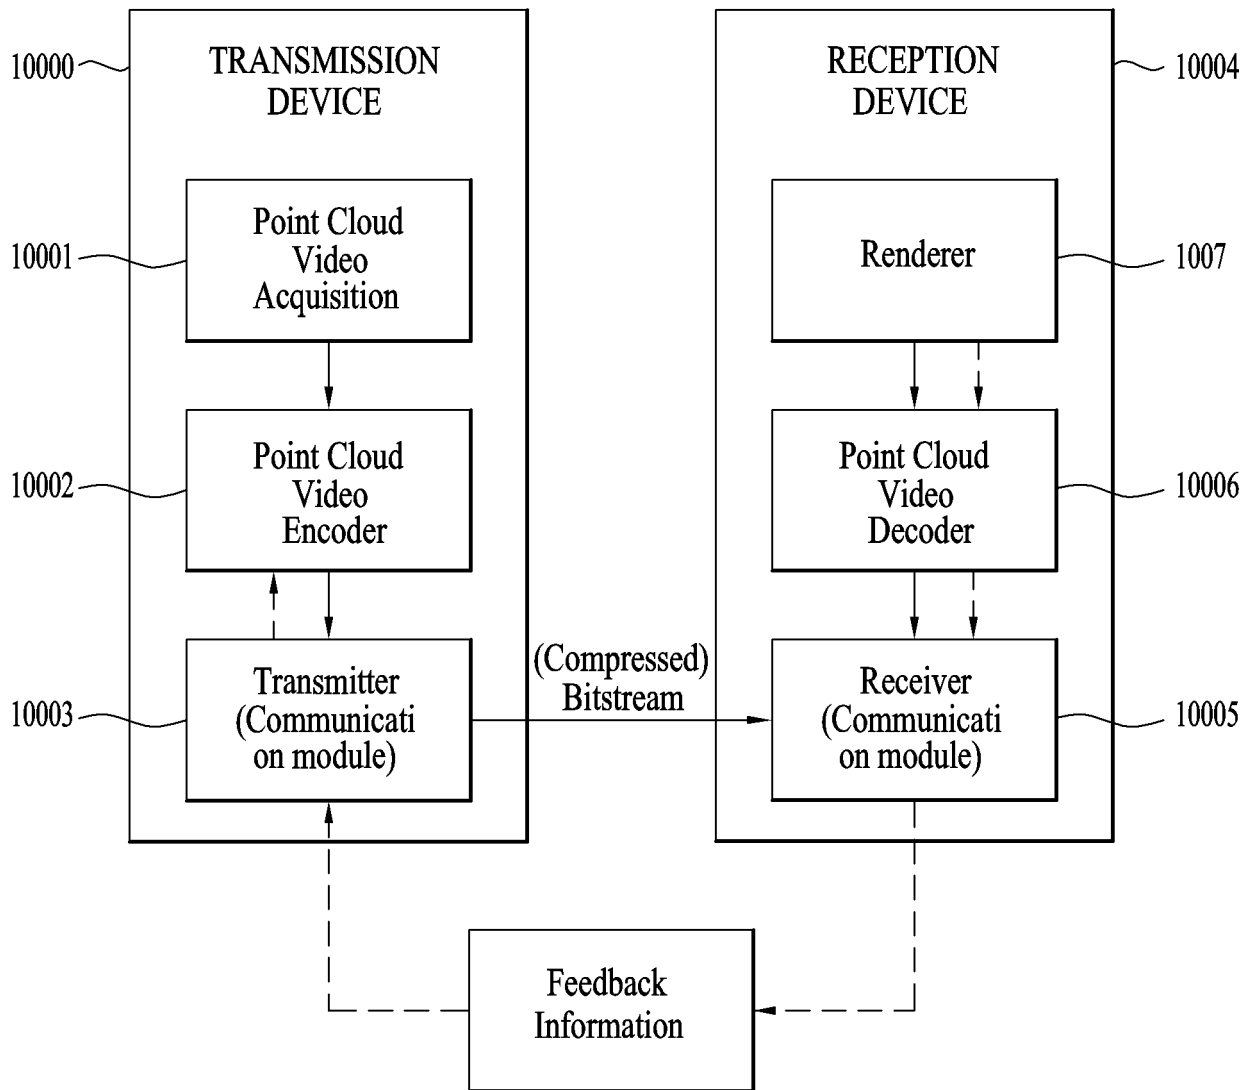 10000
TRANSMISSION
DEVICE
10001
Point Cloud
Video
Acquisition
10002
Point Cloud
Video
Encoder
10003
Transmitter
(Communicati
on module)
(Compressed)
Bitstream
RECEPTION
DEVICE
10004
Renderer
1007
Point Cloud
Video
Decoder
10006
Receiver
(Communicati
on module)
10005
Feedback
Information